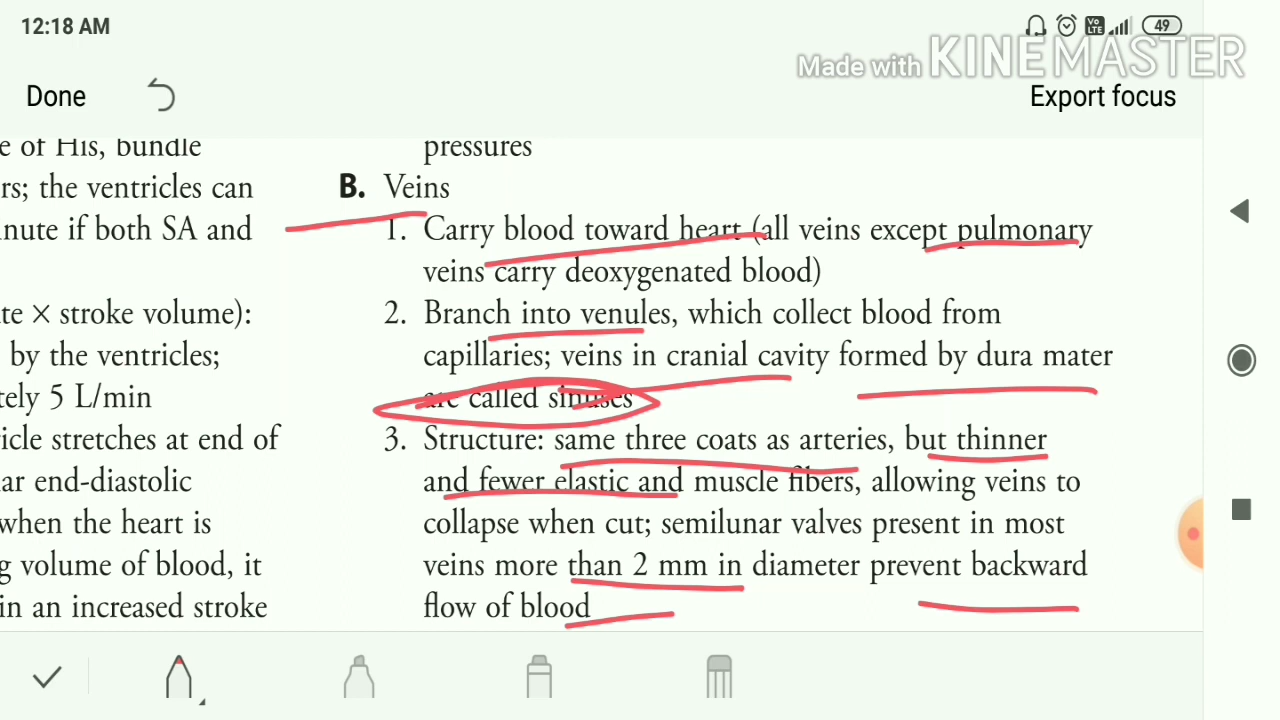 12:18 AM
Vo
LTE
49
Made with KINEMASTER
Done
Export focus
e of His, bundle
rs; the ventricles can
nute if both SA and
te × stroke volume):
by the ventricles;
tely 5 L/min
icle stretches at end of
ar end-diastolic
when the heart is
g volume of blood, it
in an increased stroke
pressures
B. Veins
1. Carry blood toward heart (all veins except pulmonary
veins carry deoxygenated blood)
2. Branch into venules, which collect blood from
capillaries; veins in cranial cavity formed by dura mater
are called sinuses
3. Structure: same three coats as arteries, but thinner
and fewer elastic and muscle fibers, allowing veins to
collapse when cut; semilunar valves present in most
veins more than 2 mm in diameter prevent backward
flow of blood